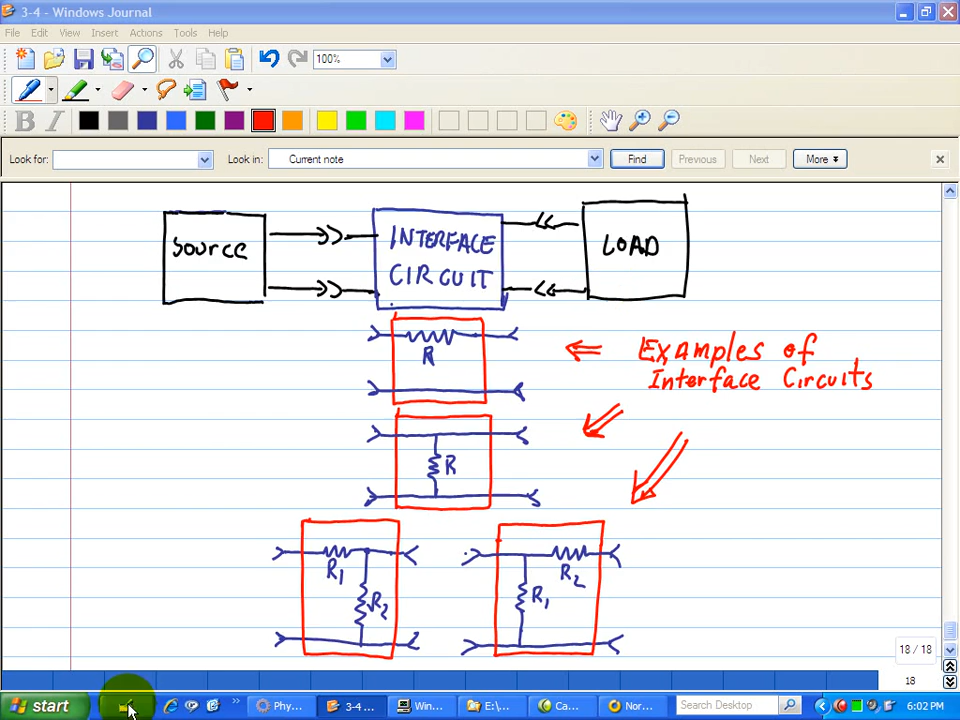 3-4 - Windows Journal
File Edit View Insert Actions Tools Help
100%
B I
Look for: Look in: Current note Find Previous Next More
Source
INTERFACE
CIRCUIT
LOAD
R
Examples of
Interface Circuits
R
R1
R2
R2
R1
18 / 18
18
start Phy... 3-4 ... Win... E:\... Ca... Nor... Search Desktop 6:02 PM